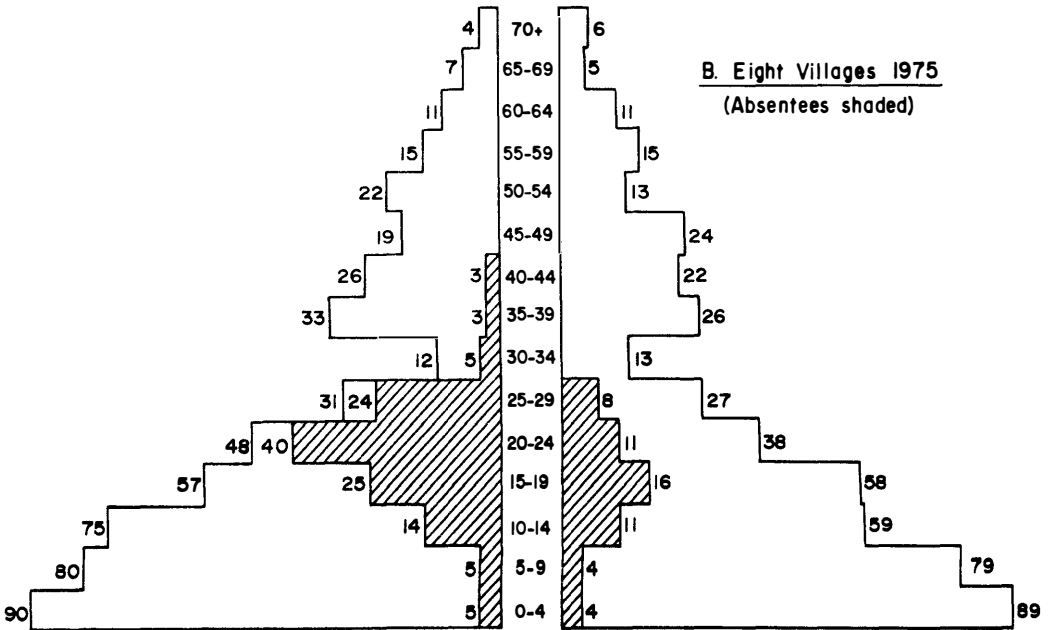 B. Eight Villages 1975
(Absentees shaded)
4 70+ 6
7 65-69 5
11 60-64 11
15 55-59 15
22 50-54 13
19 45-49 24
26 3 40-44 22
33 3 35-39 26
12 5 30-34 13
31 24 25-29 8 27
48 40 20-24 11 38
57 25 15-19 16 58
75 14 10-14 11 59
80 5 5-9 4 79
90 5 0-4 4 89